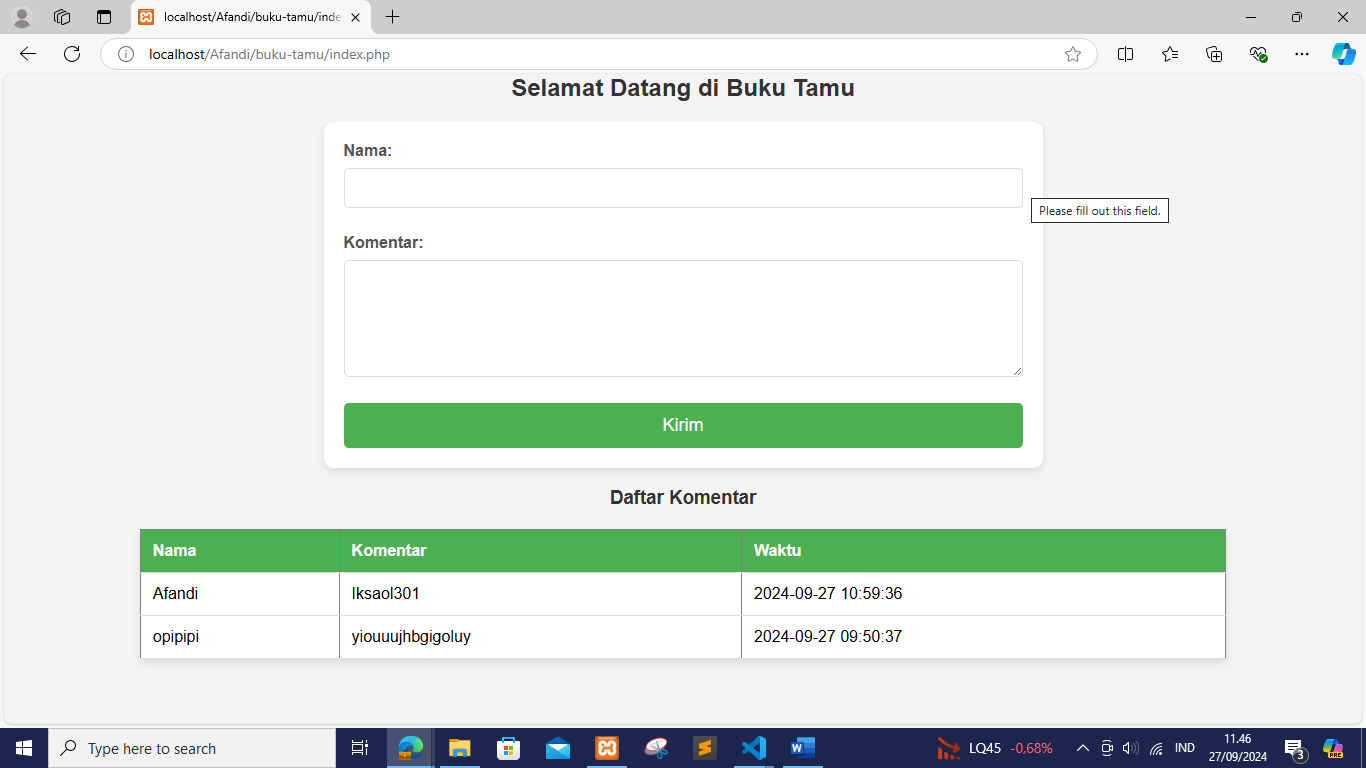 localhost/Afandi/buku-tamu/inde
localhost/Afandi/buku-tamu/index.php
Selamat Datang di Buku Tamu
Nama:
Please fill out this field.
Komentar:
Kirim
Daftar Komentar
Nama Komentar Waktu
Afandi lksaol301 2024-09-27 10:59:36
opipipi yiouuujhbgigoluy 2024-09-27 09:50:37
Type here to search
LQ45 -0,68%
IND
11.46
27/09/2024
3
PRE